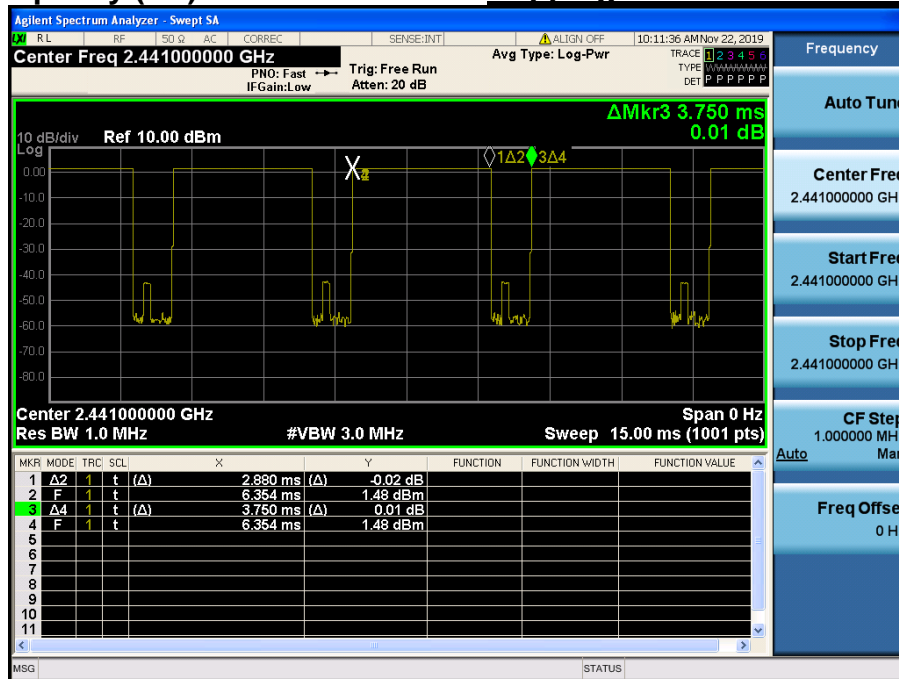 Agilent Spectrum Analyzer - Swept SA
LXI RL RF 50 Ω AC CORREC SENSE:INT ALIGN OFF 10:11:36 AM Nov 22, 2019
Center Freq 2.441000000 GHz
PNO: Fast
IFGain:Low
Trig: Free Run
Atten: 20 dB
Avg Type: Log-Pwr
TRACE 1 2 3 4 5 6
TYPE WWWWWW
DET P P P P P P
ΔMkr3 3.750 ms
0.01 dB
10 dB/div Ref 10.00 dBm
Log
0.00
-10.0
-20.0
-30.0
-40.0
-50.0
-60.0
-70.0
-80.0
X
1Δ2 3Δ4
Center 2.441000000 GHz Span 0 Hz
Res BW 1.0 MHz #VBW 3.0 MHz Sweep 15.00 ms (1001 pts)
MKR MODE TRC SCL X Y FUNCTION FUNCTION WIDTH FUNCTION VALUE
1 Δ2 1 t (Δ) 2.880 ms (Δ) -0.02 dB
2 F 1 t 6.354 ms 1.48 dBm
3 Δ4 1 t (Δ) 3.750 ms (Δ) 0.01 dB
4 F 1 t 6.354 ms 1.48 dBm
5
6
7
8
9
10
11
MSG STATUS
Frequency
Auto Tune
Center Freq
2.441000000 GH
Start Freq
2.441000000 GH
Stop Freq
2.441000000 GH
CF Step
1.000000 MH
Auto Man
Freq Offse
0 H